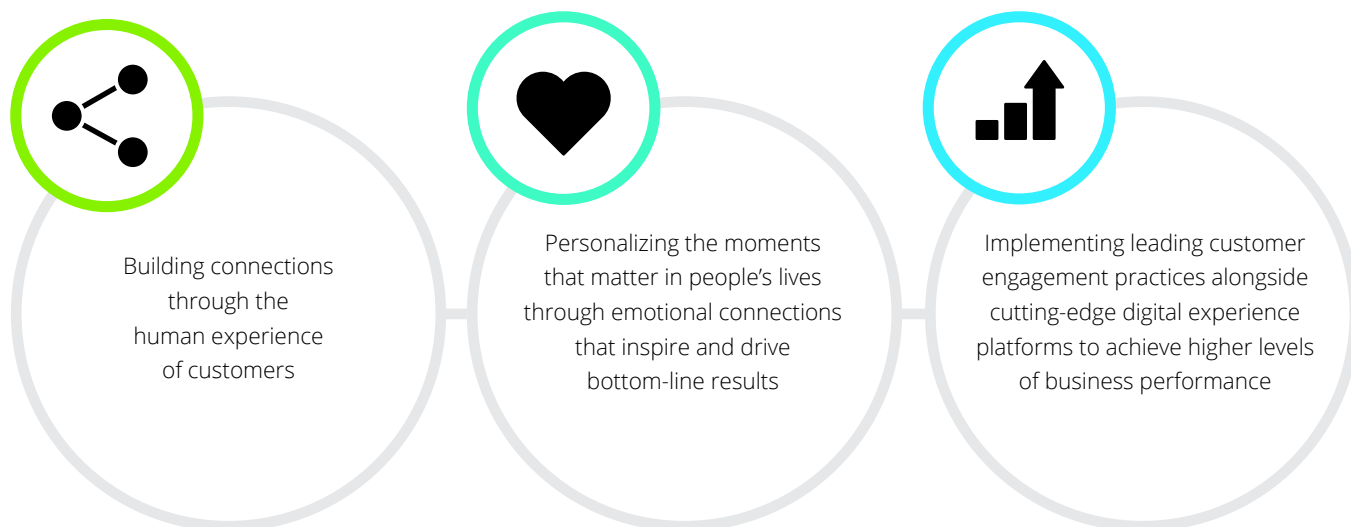 Building connections
through the
human experience
of customers
Personalizing the moments
that matter in people’s lives
through emotional connections
that inspire and drive
bottom-line results
Implementing leading customer
engagement practices alongside
cutting-edge digital experience
platforms to achieve higher levels
of business performance